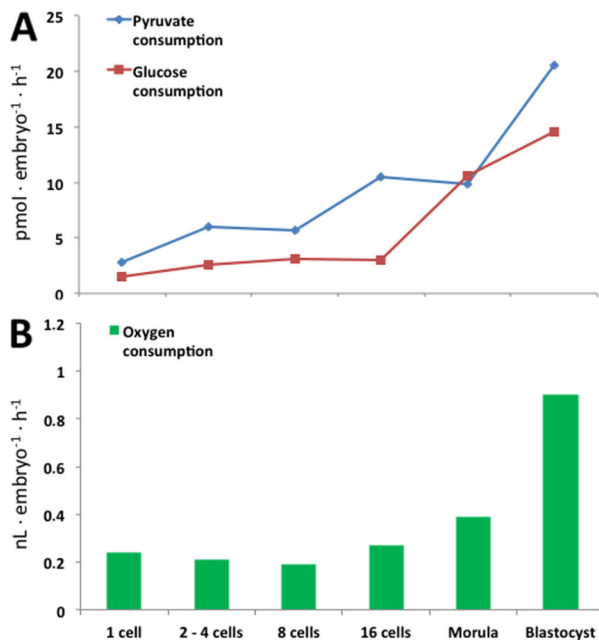 A
25
20
15
10
5
0
pmol · embryo⁻¹ · h⁻¹
Pyruvate
consumption
Glucose
consumption
B
1.2
1
0.8
0.6
0.4
0.2
0
nL · embryo⁻¹ · h⁻¹
Oxygen
consumption
1 cell 2 - 4 cells 8 cells 16 cells Morula Blastocyst